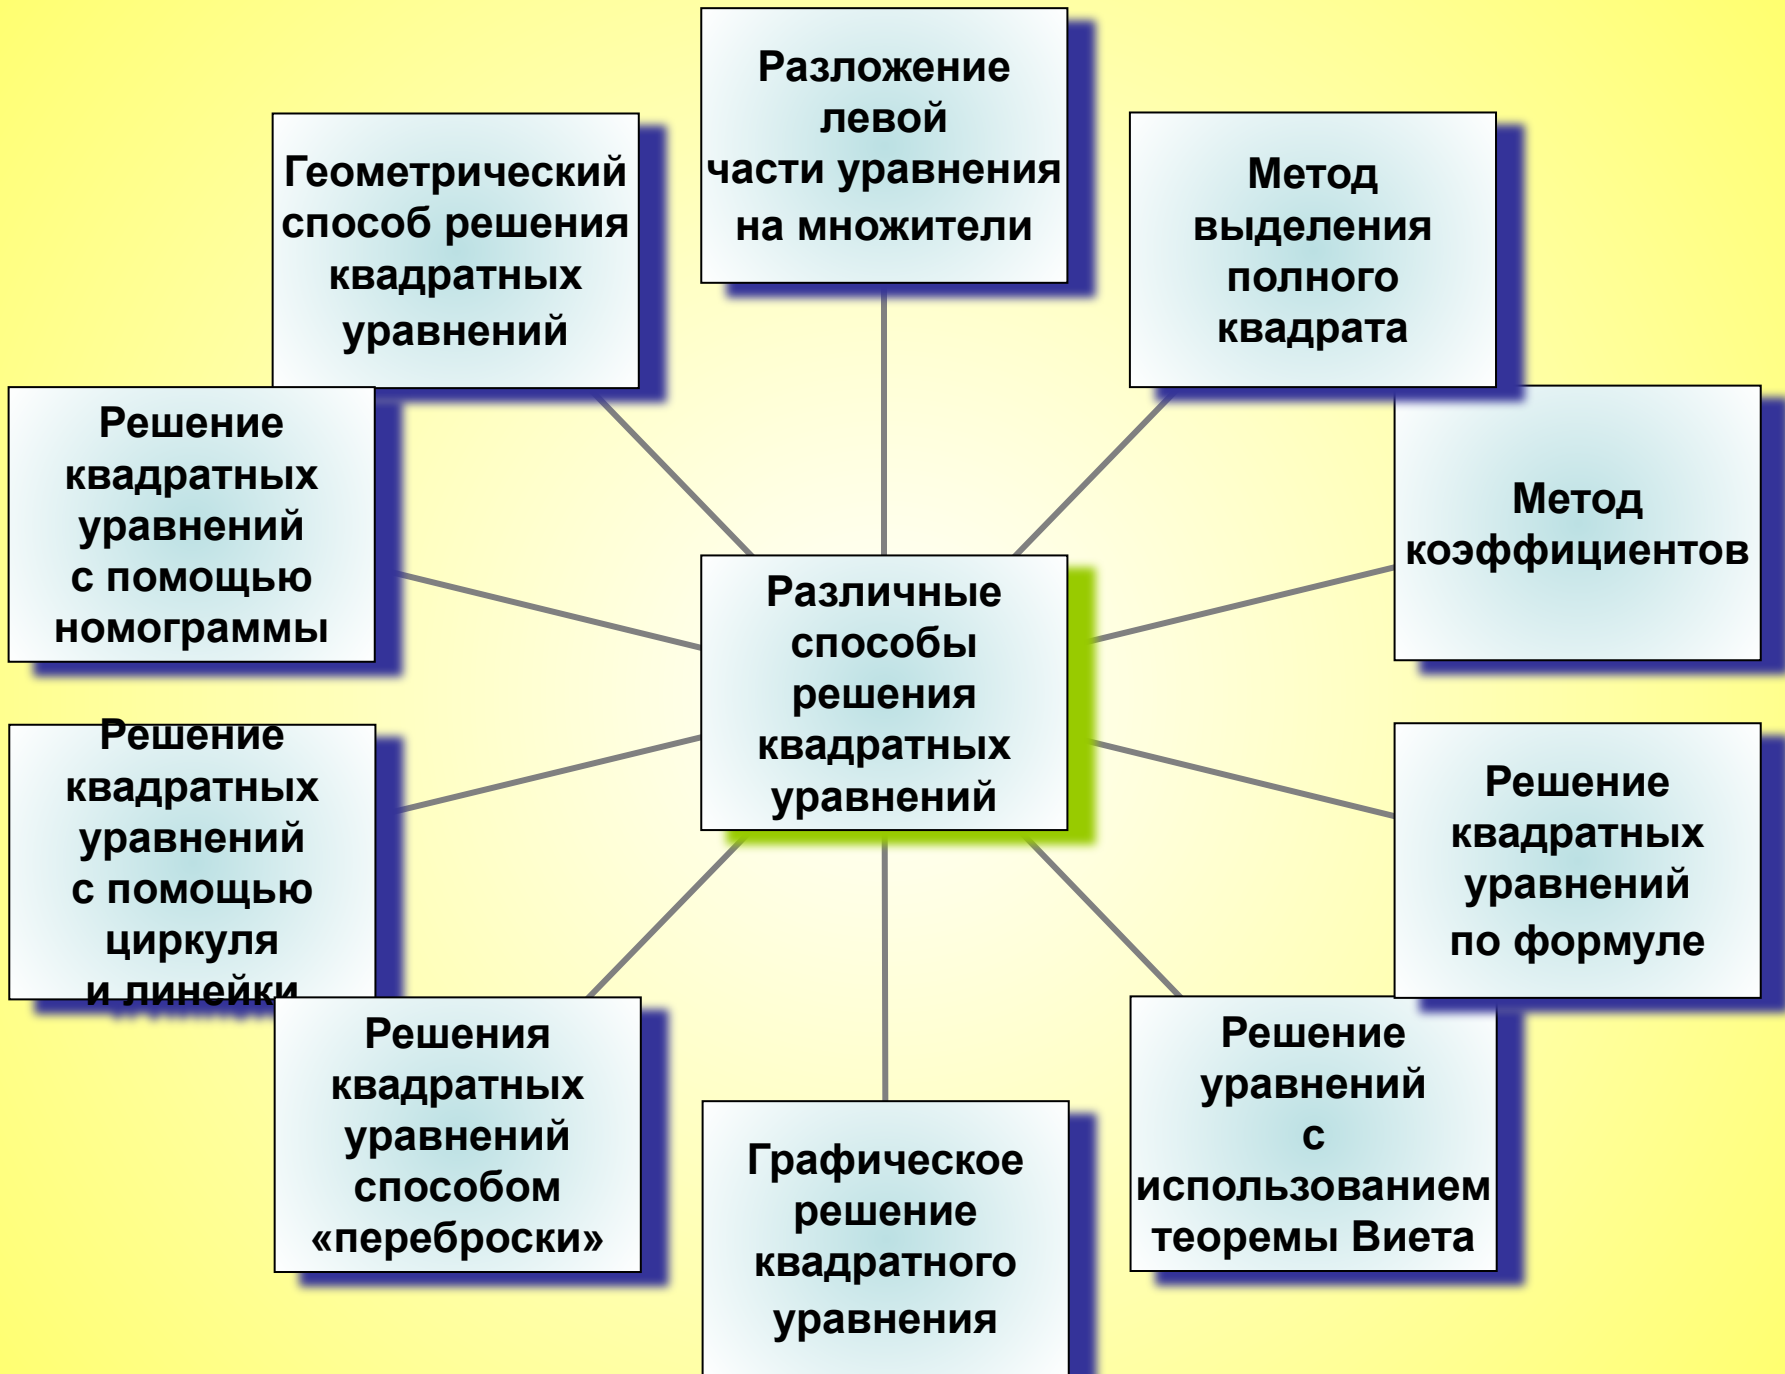 Разложение
левой
части уравнения
на множители
Метод
выделения
полного
квадрата
Метод
коэффициентов
Решение
квадратных
уравнений
по формуле
Решение
уравнений
с
использованием
теоремы Виета
Графическое
решение
квадратного
уравнения
Решения
квадратных
уравнений
способом
«переброски»
Решение
квадратных
уравнений
с помощью
циркуля
и линейки
Решение
квадратных
уравнений
с помощью
номограммы
Геометрический
способ решения
квадратных
уравнений
Различные
способы
решения
квадратных
уравнений